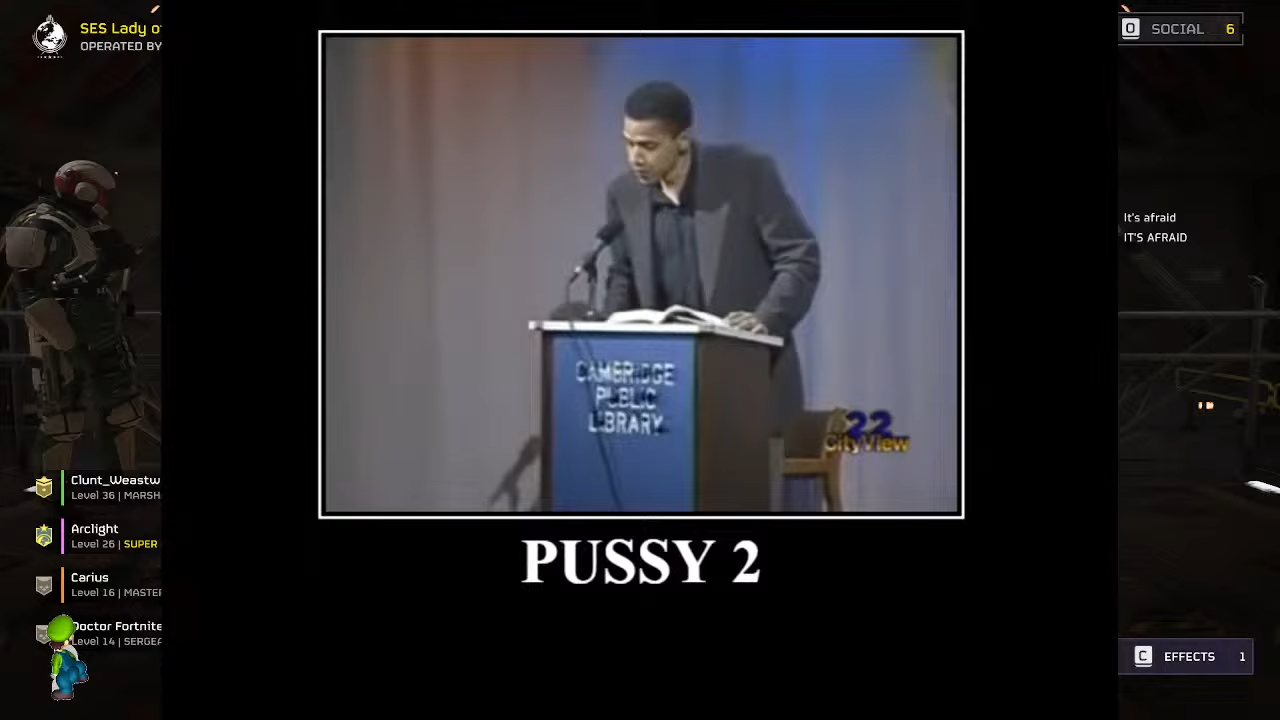 SES Lady o
OPERATED BY
O SOCIAL 6
It's afraid
IT'S AFRAID
CAMBRIDGE
PUBLIC
LIBRARY
22
CityView
PUSSY 2
Clunt_Weastw
Level 36 | MARSH
Arclight
Level 26 | SUPER
Carius
Level 16 | MASTE
Doctor Fortnite
Level 14 | SERGEA
C EFFECTS 1